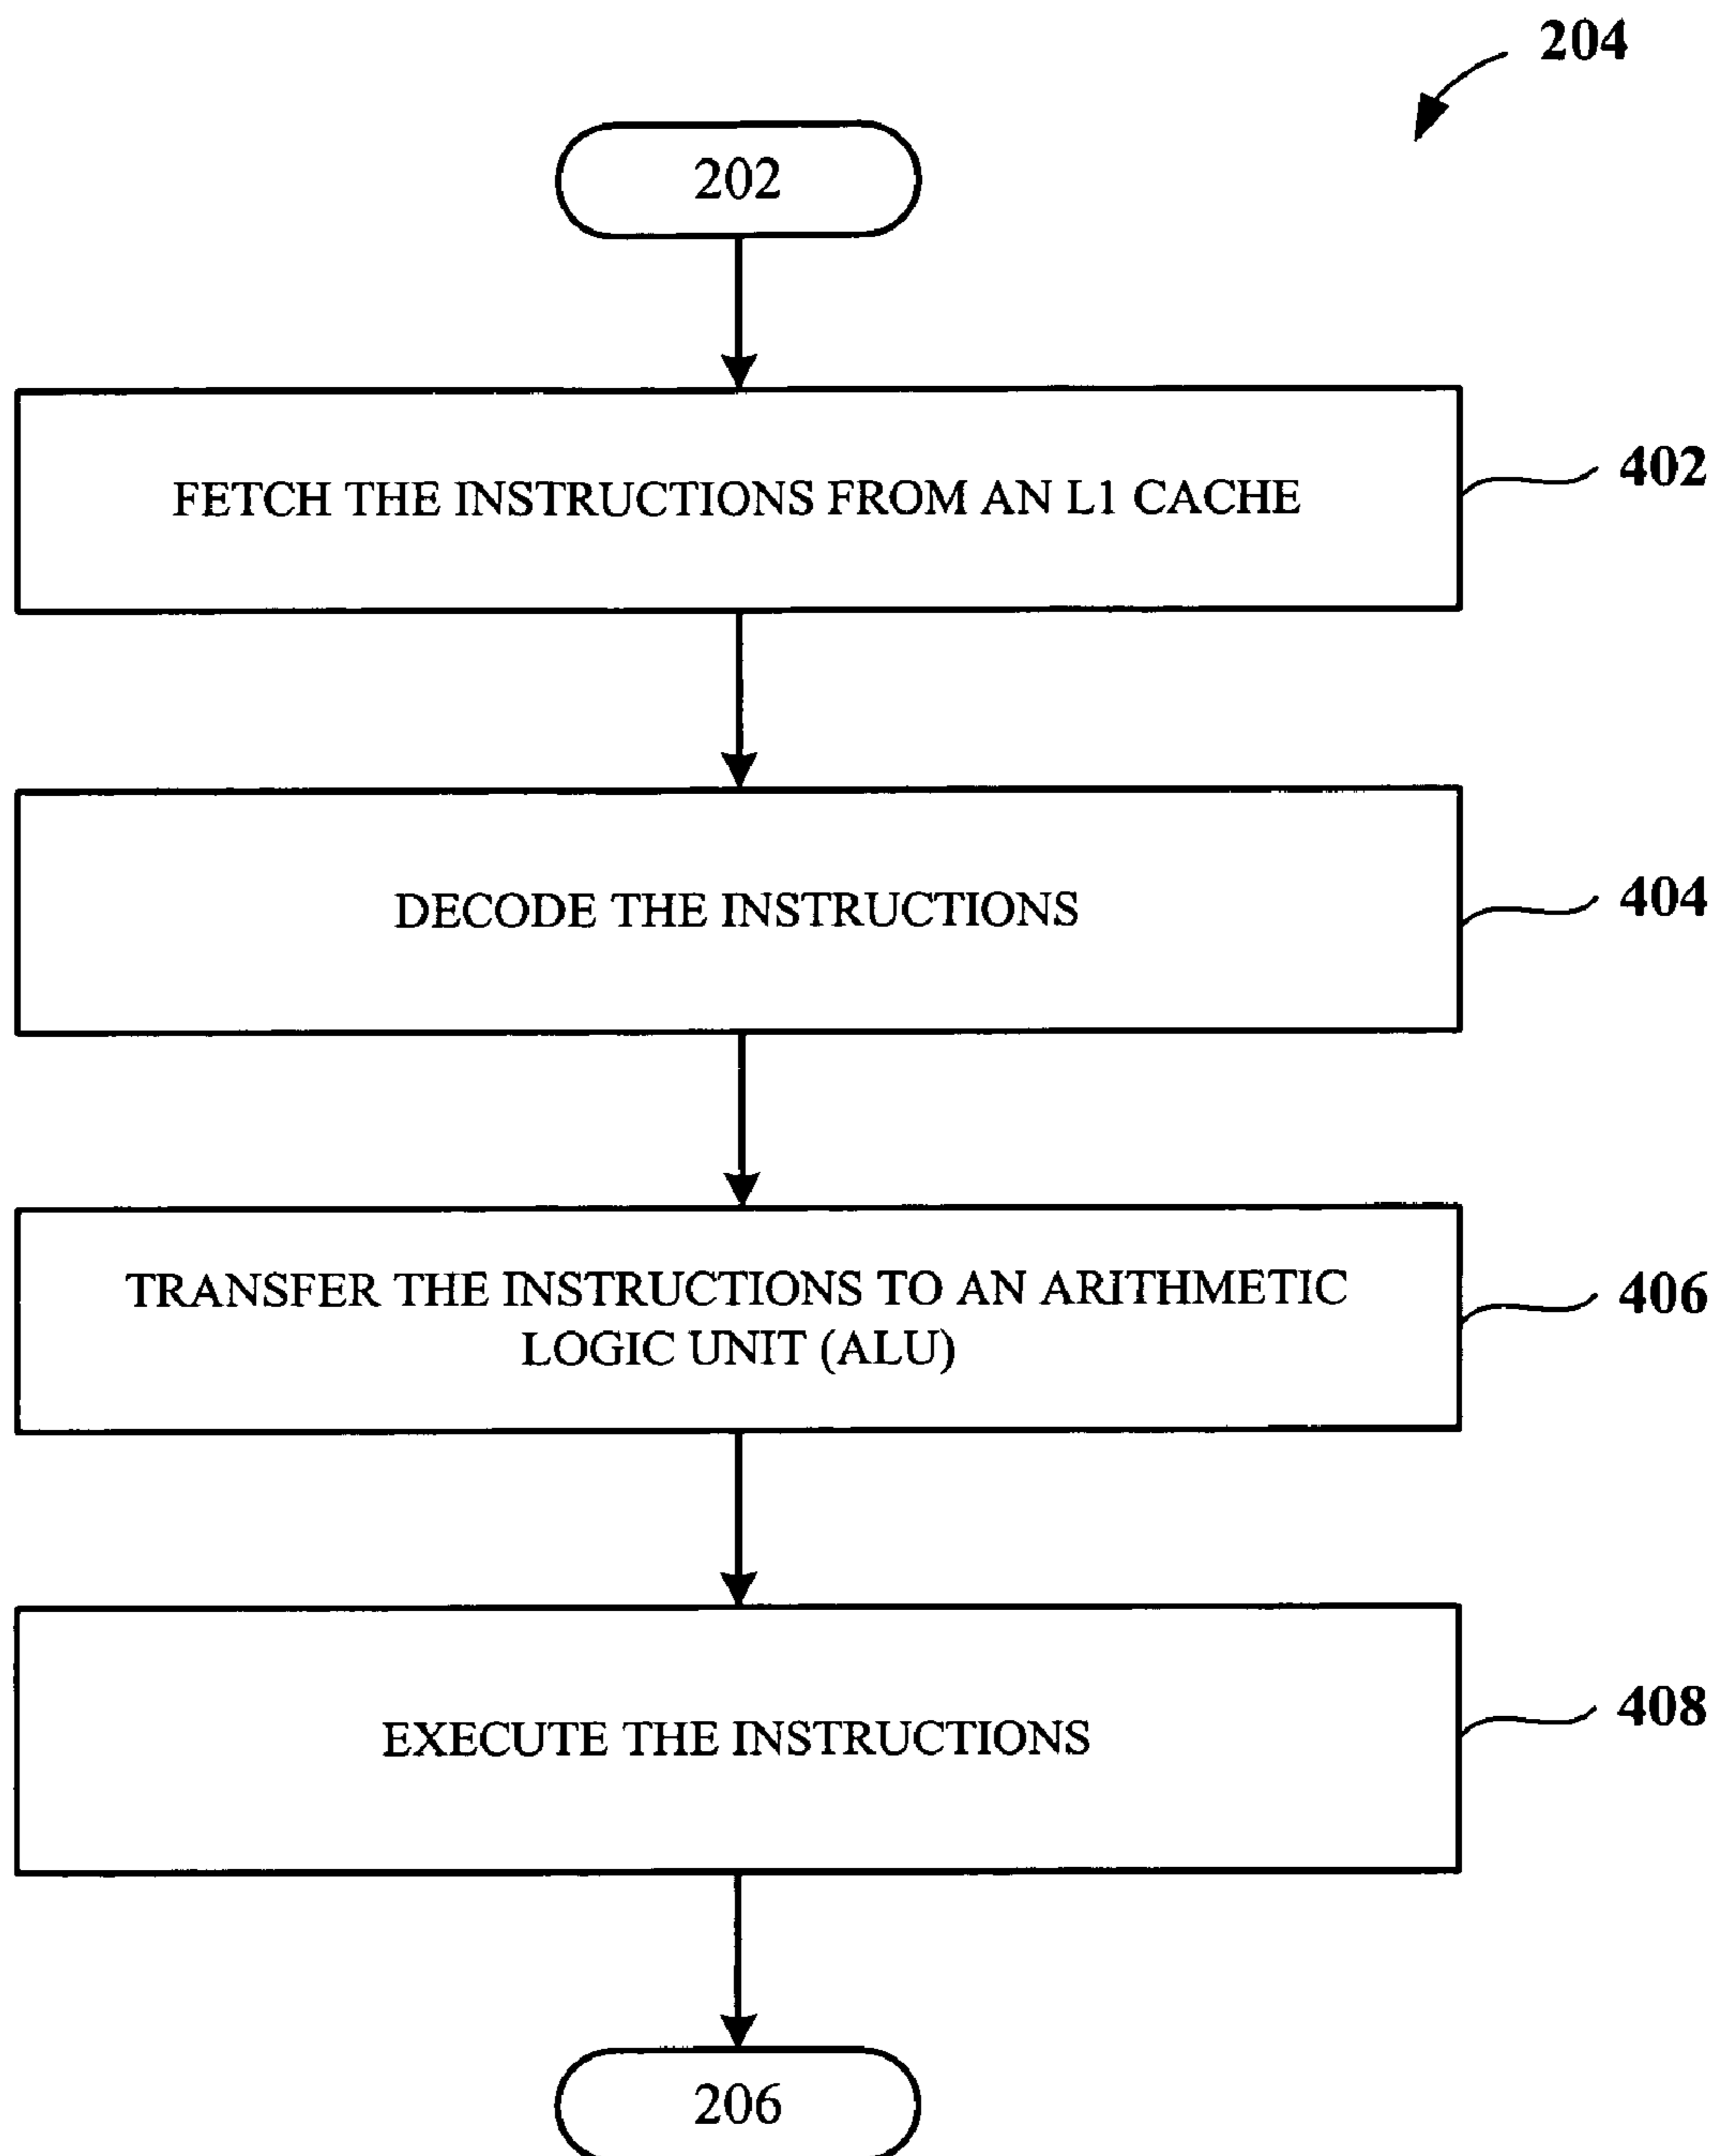 204
202
FETCH THE INSTRUCTIONS FROM AN L1 CACHE
402
DECODE THE INSTRUCTIONS
404
TRANSFER THE INSTRUCTIONS TO AN ARITHMETIC
LOGIC UNIT (ALU)
406
EXECUTE THE INSTRUCTIONS
408
206